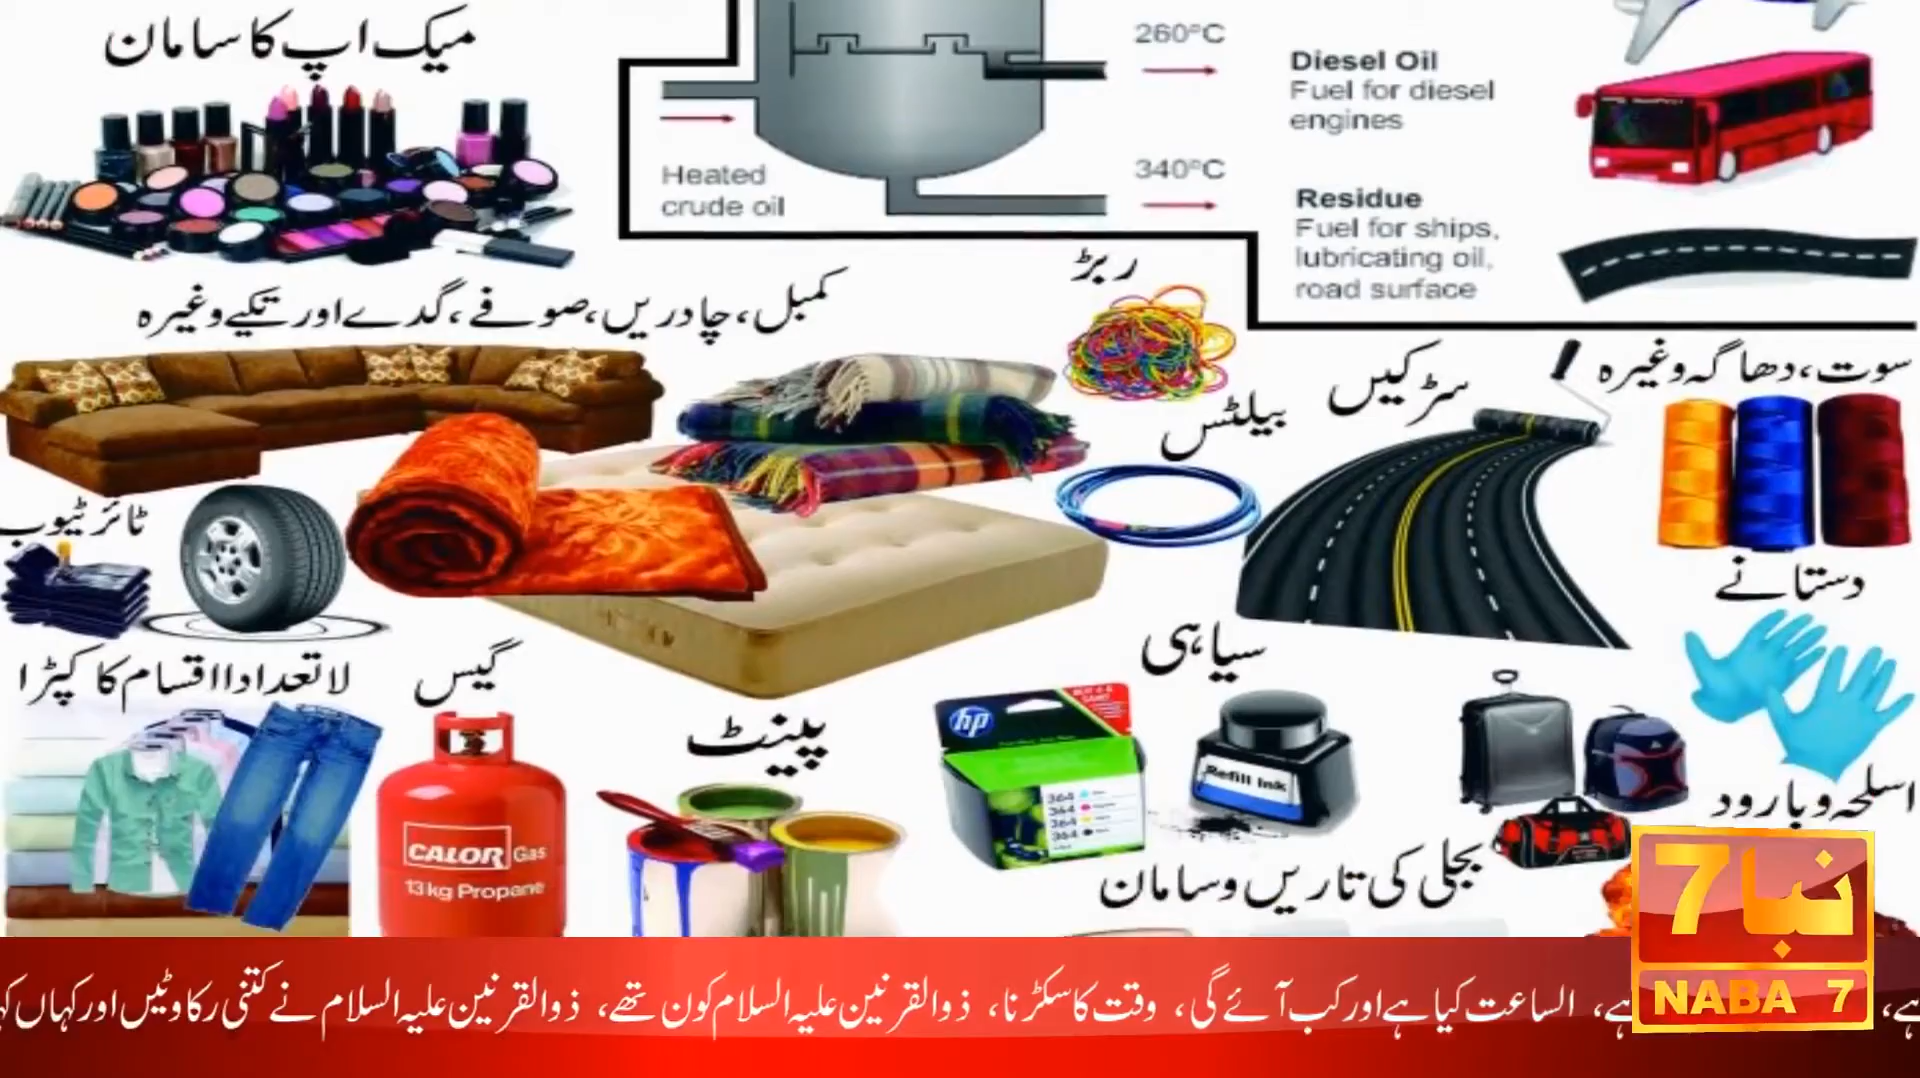 میک اپ کا سامان
260°C
Diesel Oil
Fuel for diesel
engines
Heated
crude oil
340°C
Residue
Fuel for ships,
lubricating oil,
road surface
ربڑ
کمبل، چادریں، صوفے، گدے اور تکیے وغیرہ
سوت، دھاگہ وغیرہ
سڑکیں
بیلٹس
ٹائر ٹیوب
دستانے
سیاہی
لاتعداد اقسام کا کپڑا
گیس
پینٹ
hp
364
364
364
364
Refill Ink
اسلحہ و بارود
CALOR Gas
13kg Propane
بجلی کی تاریں و سامان
نبا 7
NABA 7
ہے، الساعت کیا ہے اور کب آئے گی، وقت کا سکڑنا، ذوالقرنین علیہ السلام کون تھے، ذوالقرنین علیہ السلام نے کتنی رکاوٹیں اور کہاں